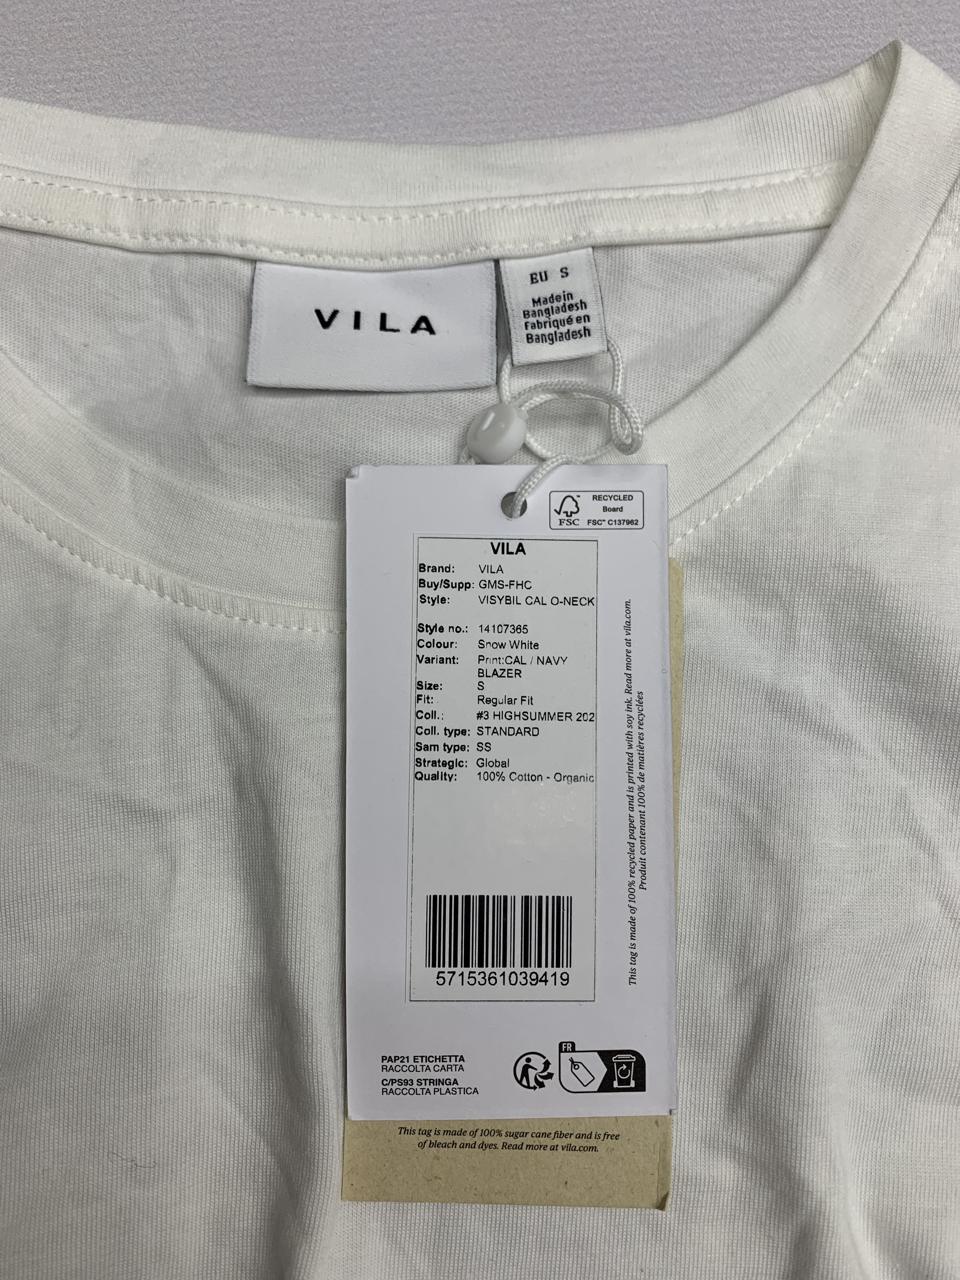 VILA
EU S
Made in
Bangladesh
Fabriqué en
Bangladesh
FSC
RECYCLED
Board
FSC™ C137962
VILA
Brand: VILA
Buy/Supp: GMS-FHC
Style: VISYBIL CAL O-NECK
Style no.: 14107365
Colour: Snow White
Variant: Print:CAL / NAVY
BLAZER
Size: S
Fit: Regular Fit
Coll.: #3 HIGHSUMMER 202
Coll. type: STANDARD
Sam type: SS
Strategic: Global
Quality: 100% Cotton - Organic
5715361039419
This tag is made of 100% recycled paper and is printed with soy ink. Read more at vila.com.
Produit contenant 100% de matières recyclées
PAP21 ETICHETTA
RACCOLTA CARTA
C/PS93 STRINGA
RACCOLTA PLASTICA
FR
This tag is made of 100% sugar cane fiber and is free
of bleach and dyes. Read more at vila.com.